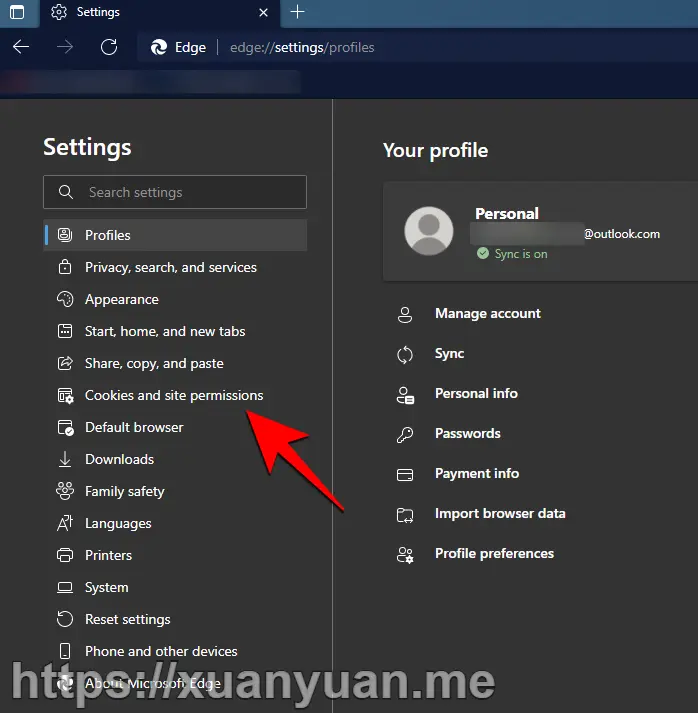 Settings
Edge edge://settings/profiles
Settings
Search settings
Profiles
Privacy, search, and services
Appearance
Start, home, and new tabs
Share, copy, and paste
Cookies and site permissions
Default browser
Downloads
Family safety
Languages
Printers
System
Reset settings
Phone and other devices
About Microsoft Edge
Your profile
Personal
@outlook.com
Sync is on
Manage account
Sync
Personal info
Passwords
Payment info
Import browser data
Profile preferences
https://xuanyuan.me